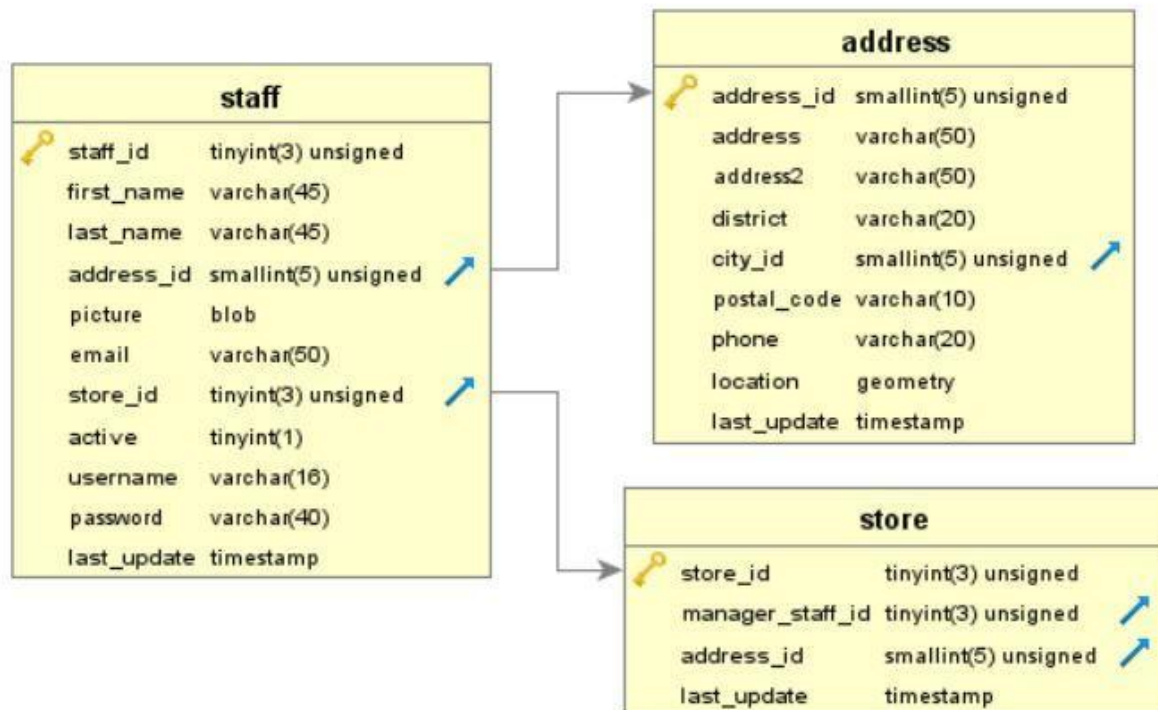 staff
staff_id tinyint(3) unsigned
first_name varchar(45)
last_name varchar(45)
address_id smallint(5) unsigned
picture blob
email varchar(50)
store_id tinyint(3) unsigned
active tinyint(1)
username varchar(16)
password varchar(40)
last_update timestamp
address
address_id smallint(5) unsigned
address varchar(50)
address2 varchar(50)
district varchar(20)
city_id smallint(5) unsigned
postal_code varchar(10)
phone varchar(20)
location geometry
last_update timestamp
store
store_id tinyint(3) unsigned
manager_staff_id tinyint(3) unsigned
address_id smallint(5) unsigned
last_update timestamp